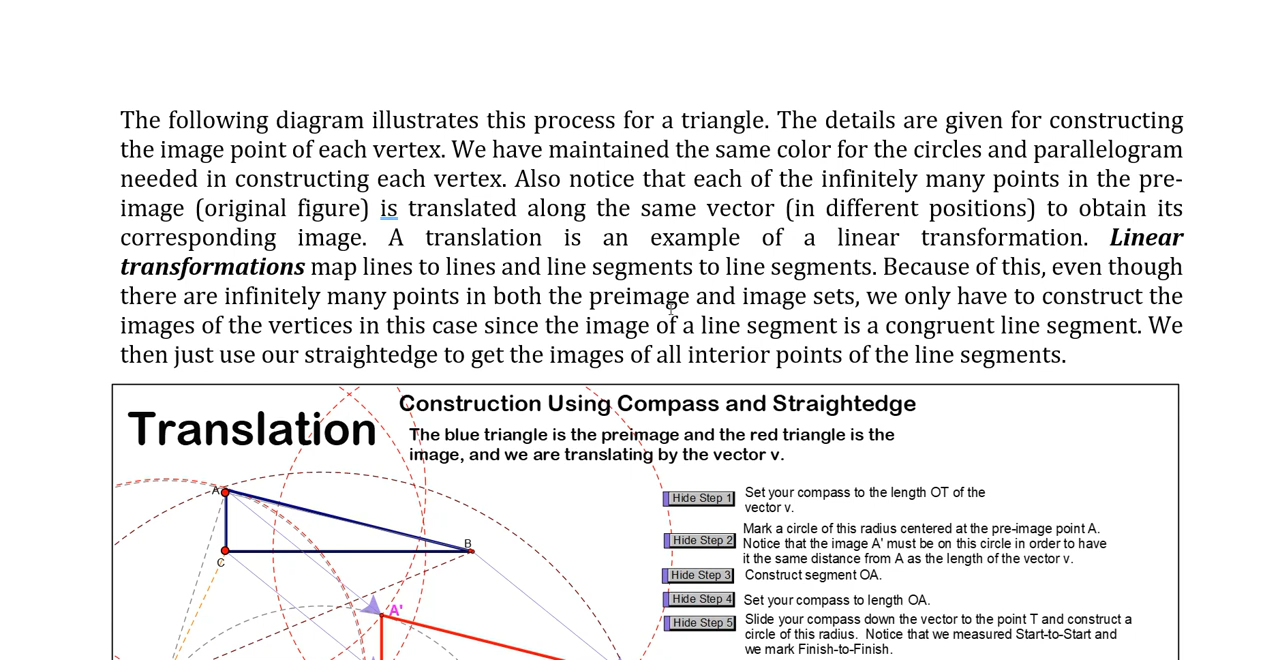 The following diagram illustrates this process for a triangle. The details are given for constructing
the image point of each vertex. We have maintained the same color for the circles and parallelogram
needed in constructing each vertex. Also notice that each of the infinitely many points in the pre-
image (original figure) is translated along the same vector (in different positions) to obtain its
corresponding image. A translation is an example of a linear transformation. Linear
transformations map lines to lines and line segments to line segments. Because of this, even though
there are infinitely many points in both the preimage and image sets, we only have to construct the
images of the vertices in this case since the image of a line segment is a congruent line segment. We
then just use our straightedge to get the images of all interior points of the line segments.
Translation
Construction Using Compass and Straightedge
The blue triangle is the preimage and the red triangle is the
image, and we are translating by the vector v.
A
B
C
A'
Hide Step 1
Set your compass to the length OT of the
vector v.
Hide Step 2
Mark a circle of this radius centered at the pre-image point A.
Notice that the image A' must be on this circle in order to have
it the same distance from A as the length of the vector v.
Hide Step 3
Construct segment OA.
Hide Step 4
Set your compass to length OA.
Hide Step 5
Slide your compass down the vector to the point T and construct a
circle of this radius. Notice that we measured Start-to-Start and
we mark Finish-to-Finish.